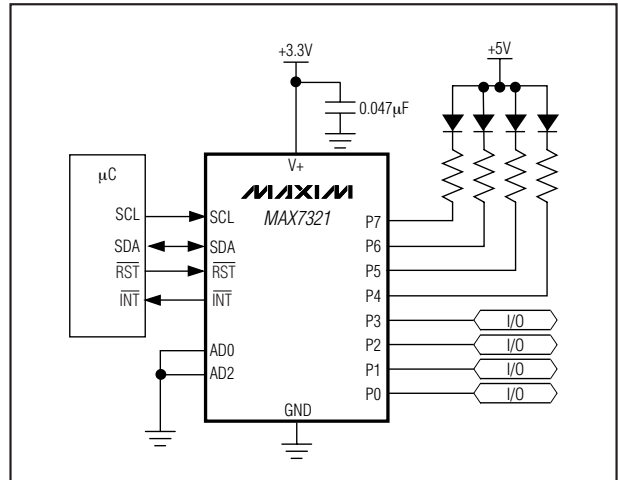 +3.3V
+5V
0.047μF
μC
V+
MAXIM
MAX7321
SCL
SCL
SDA
SDA
RST
RST
INT
INT
AD0
AD2
GND
P7
P6
P5
P4
P3
I/O
P2
I/O
P1
I/O
P0
I/O